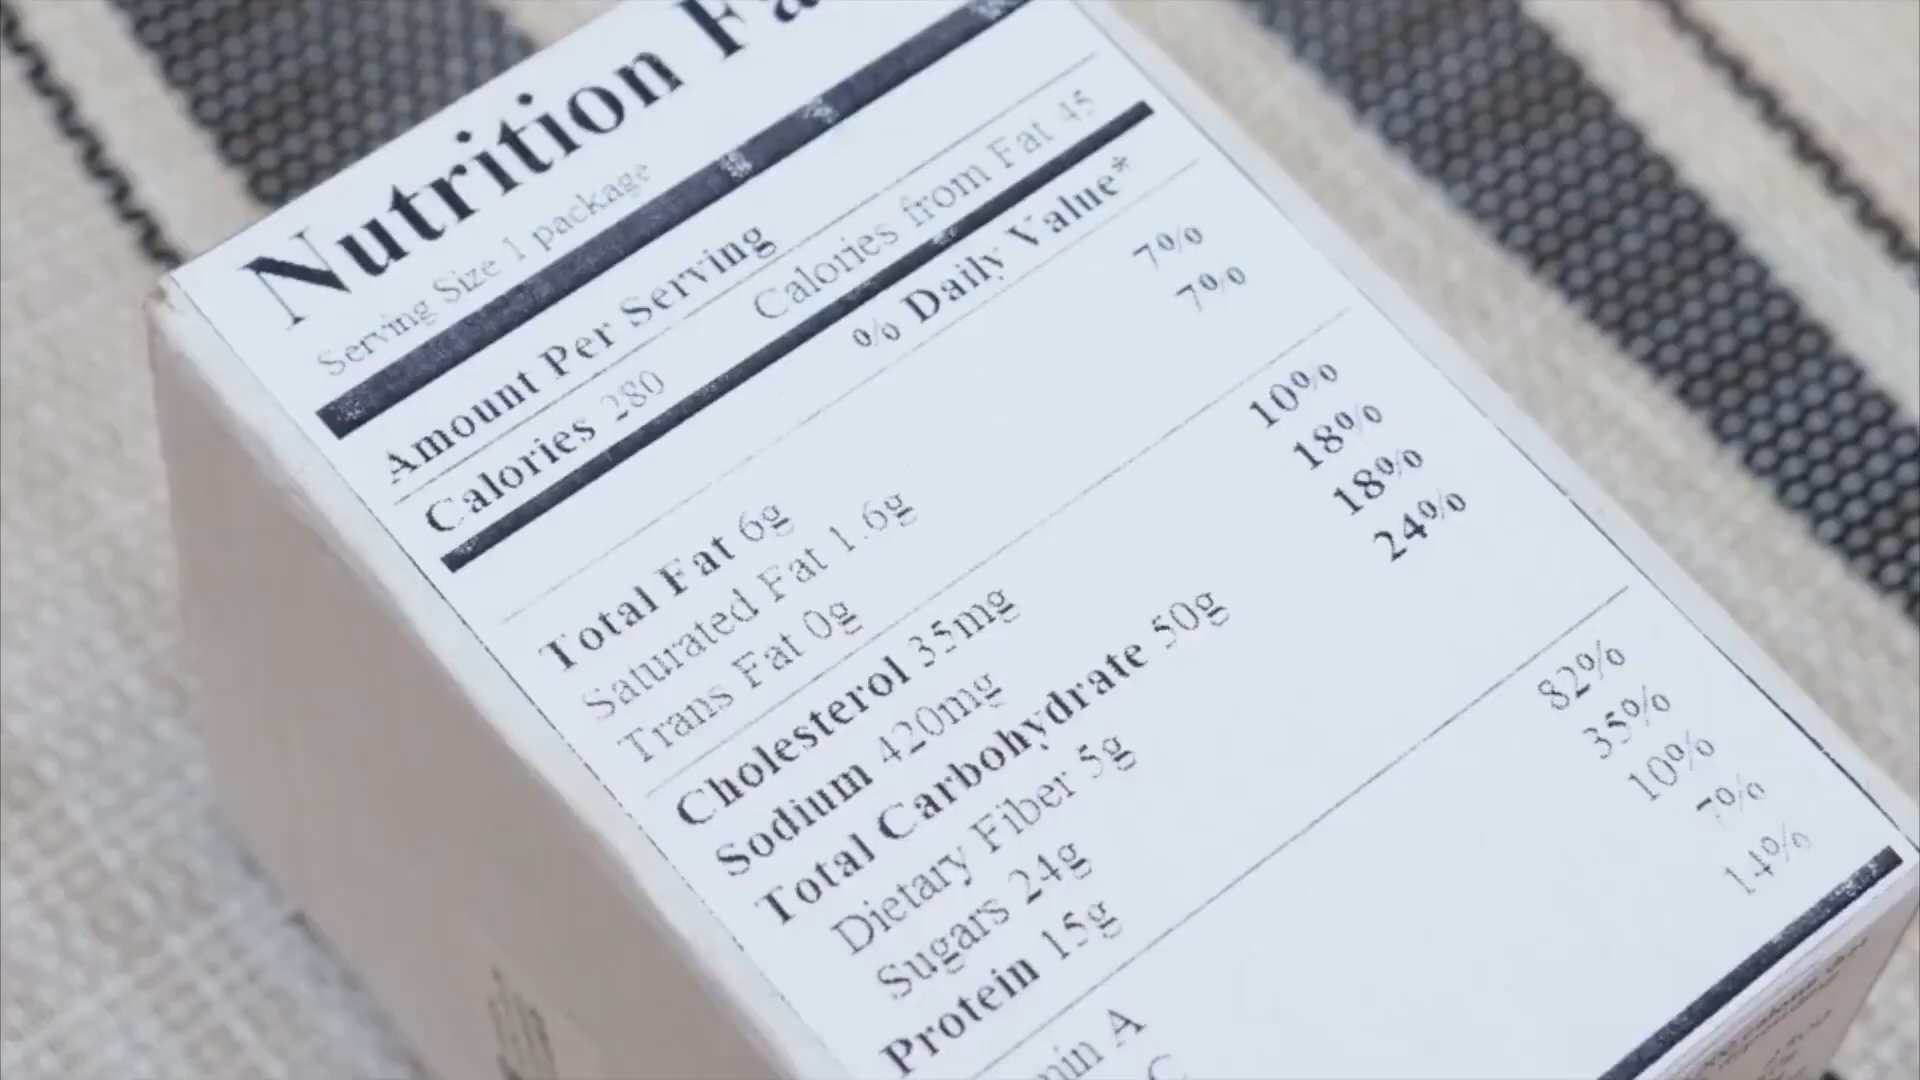 Nutrition Fa
Serving Size 1 package
Amount Per Serving
Calories 280 Calories from Fat 45
% Daily Value*
Total Fat 6g 7%
Saturated Fat 1.6g 7%
Trans Fat 0g
Cholesterol 35mg 10%
Sodium 420mg 18%
Total Carbohydrate 50g 18%
Dietary Fiber 5g 24%
Sugars 24g
Protein 15g
min A 82%
C 35%
10%
7%
14%